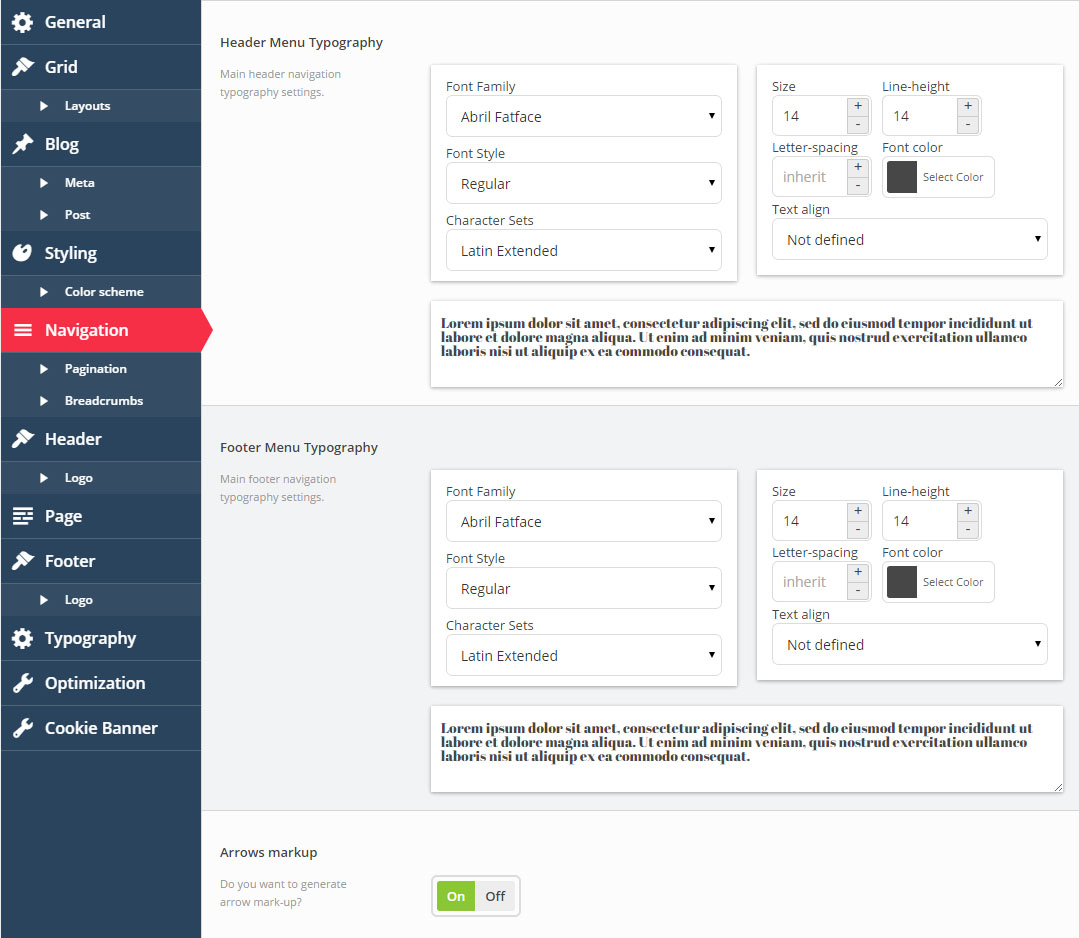 General
Grid
Layouts
Blog
Meta
Post
Styling
Color scheme
Navigation
Pagination
Breadcrumbs
Header
Logo
Page
Footer
Logo
Typography
Optimization
Cookie Banner
Header Menu Typography
Main header navigation
typography settings.
Font Family
Abril Fatface
Font Style
Regular
Character Sets
Latin Extended
Size
Line-height
14 + -
14 + -
Letter-spacing
Font color
inherit + -
Select Color
Text align
Not defined
Lorem ipsum dolor sit amet, consectetur adipiscing elit, sed do eiusmod tempor incididunt ut
labore et dolore magna aliqua. Ut enim ad minim veniam, quis nostrud exercitation ullamco
laboris nisi ut aliquip ex ea commodo consequat.
Footer Menu Typography
Main footer navigation
typography settings.
Font Family
Abril Fatface
Font Style
Regular
Character Sets
Latin Extended
Size
Line-height
14 + -
14 + -
Letter-spacing
Font color
inherit + -
Select Color
Text align
Not defined
Lorem ipsum dolor sit amet, consectetur adipiscing elit, sed do eiusmod tempor incididunt ut
labore et dolore magna aliqua. Ut enim ad minim veniam, quis nostrud exercitation ullamco
laboris nisi ut aliquip ex ea commodo consequat.
Arrows markup
Do you want to generate
arrow mark-up?
On Off